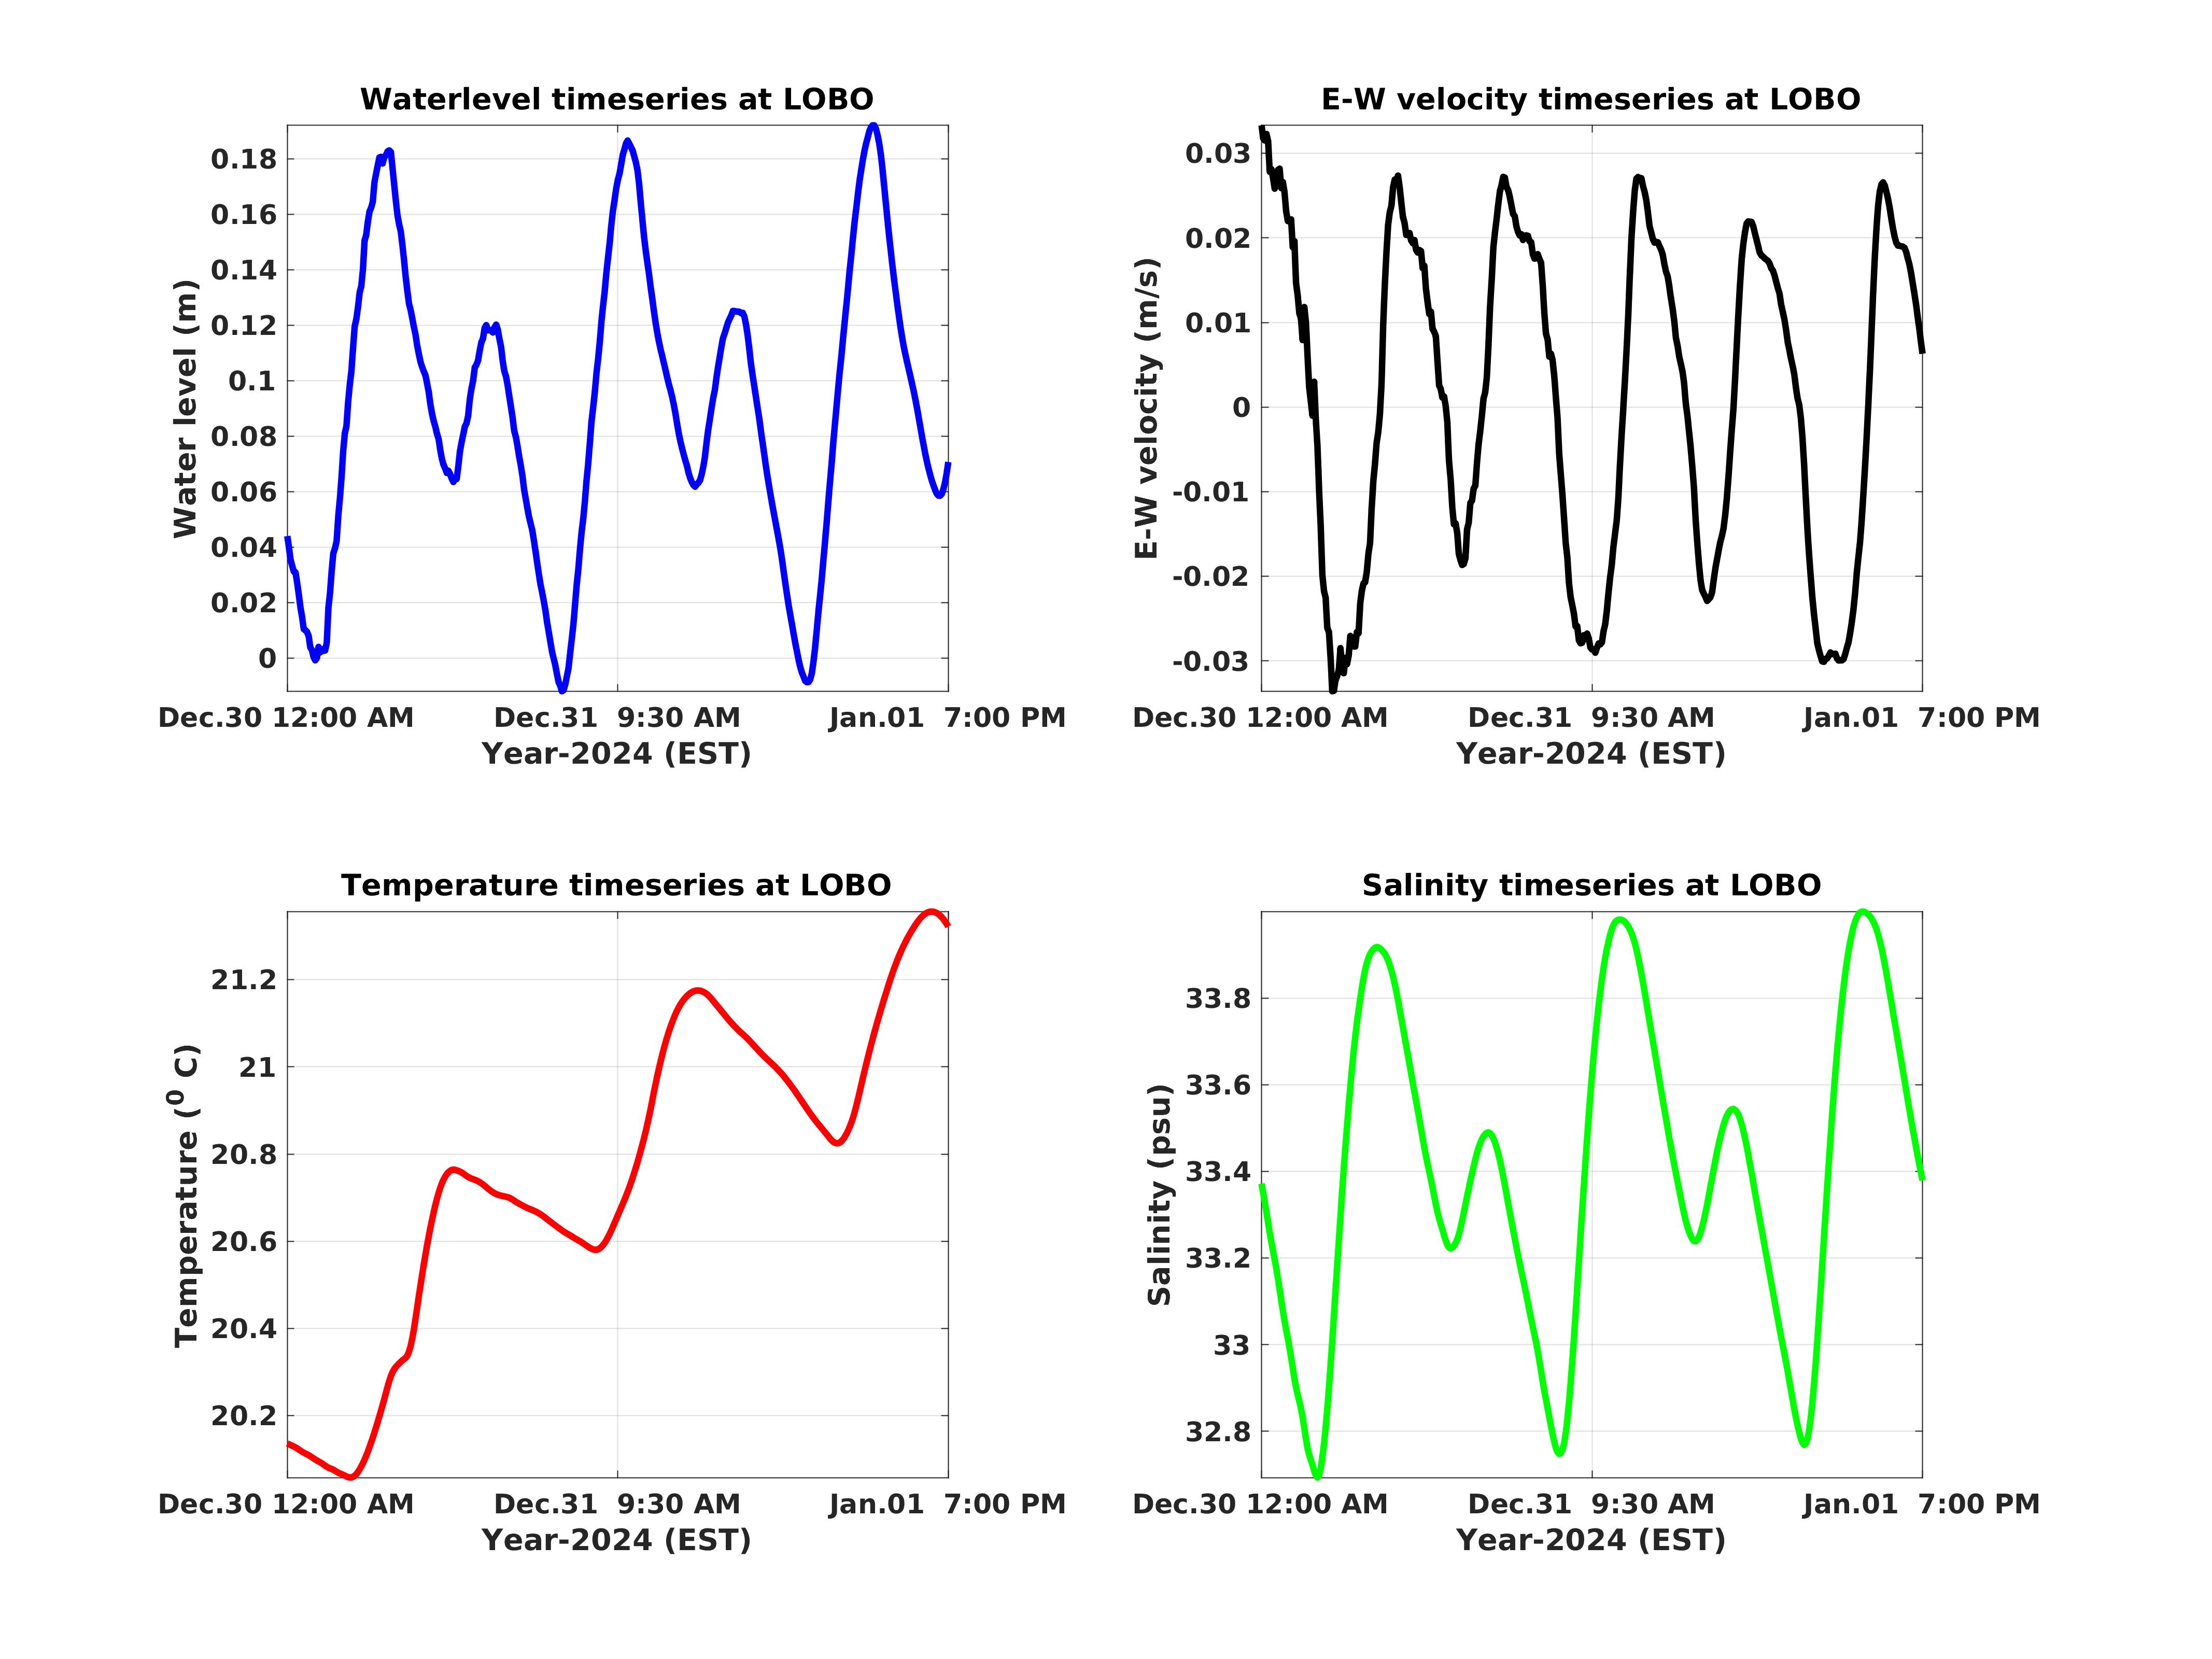 Waterlevel timeseries at LOBO
Water level (m)
0.18
0.16
0.14
0.12
0.1
0.08
0.06
0.04
0.02
0
Dec.30 12:00 AM Dec.31 9:30 AM Jan.01 7:00 PM
Year-2024 (EST)
E-W velocity timeseries at LOBO
E-W velocity (m/s)
0.03
0.02
0.01
0
-0.01
-0.02
-0.03
Dec.30 12:00 AM Dec.31 9:30 AM Jan.01 7:00 PM
Year-2024 (EST)
Temperature timeseries at LOBO
Temperature (⁰ C)
21.2
21
20.8
20.6
20.4
20.2
Dec.30 12:00 AM Dec.31 9:30 AM Jan.01 7:00 PM
Year-2024 (EST)
Salinity timeseries at LOBO
Salinity (psu)
33.8
33.6
33.4
33.2
33
32.8
Dec.30 12:00 AM Dec.31 9:30 AM Jan.01 7:00 PM
Year-2024 (EST)